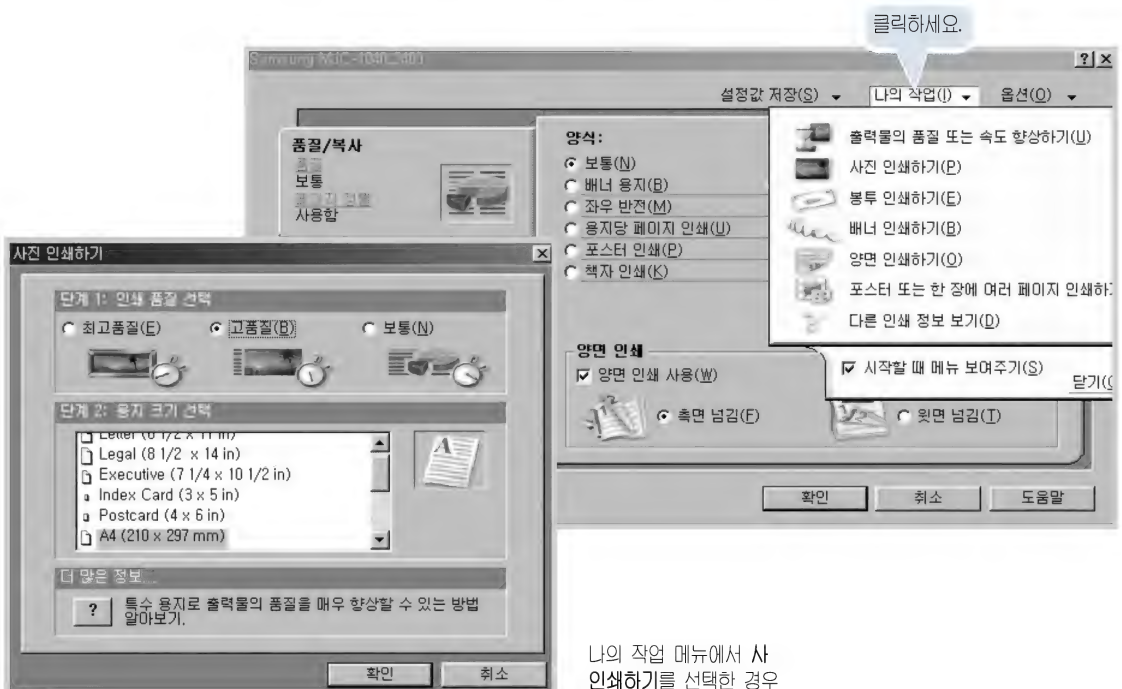 클릭하세요.
설정값 저장(S) 나의 작업(I) 옵션(O)
출력물의 품질 또는 속도 향상하기(U)
사진 인쇄하기(P)
봉투 인쇄하기(E)
배너 인쇄하기(B)
양면 인쇄하기(O)
포스터 또는 한 장에 여러 페이지 인쇄하
다른 인쇄 정보 보기(D)
시작할 때 메뉴 보여주기(S)
닫기(
품질/복사
품질
보통
사용함
양식:
보통(N)
배너 용지(B)
좌우 반전(M)
용지당 페이지 인쇄(U)
포스터 인쇄(P)
책자 인쇄(K)
양면 인쇄
양면 인쇄 사용(W)
측면 넘김(F) 윗면 넘김(T)
확인 취소 도움말
사진 인쇄하기
단계 1: 인쇄 품질 선택
최고품질(E) 고품질(B) 보통(N)
단계 2: 용지 크기 선택
Legal (8 1/2 x 14 in)
Executive (7 1/4 x 10 1/2 in)
Index Card (3 x 5 in)
Postcard (4 x 6 in)
A4 (210 x 297 mm)
더 많은 정보...
? 특수 용지로 출력물의 품질을 매우 향상할 수 있는 방법
알아보기.
확인 취소
나의 작업 메뉴에서 사
인쇄하기를 선택한 경우